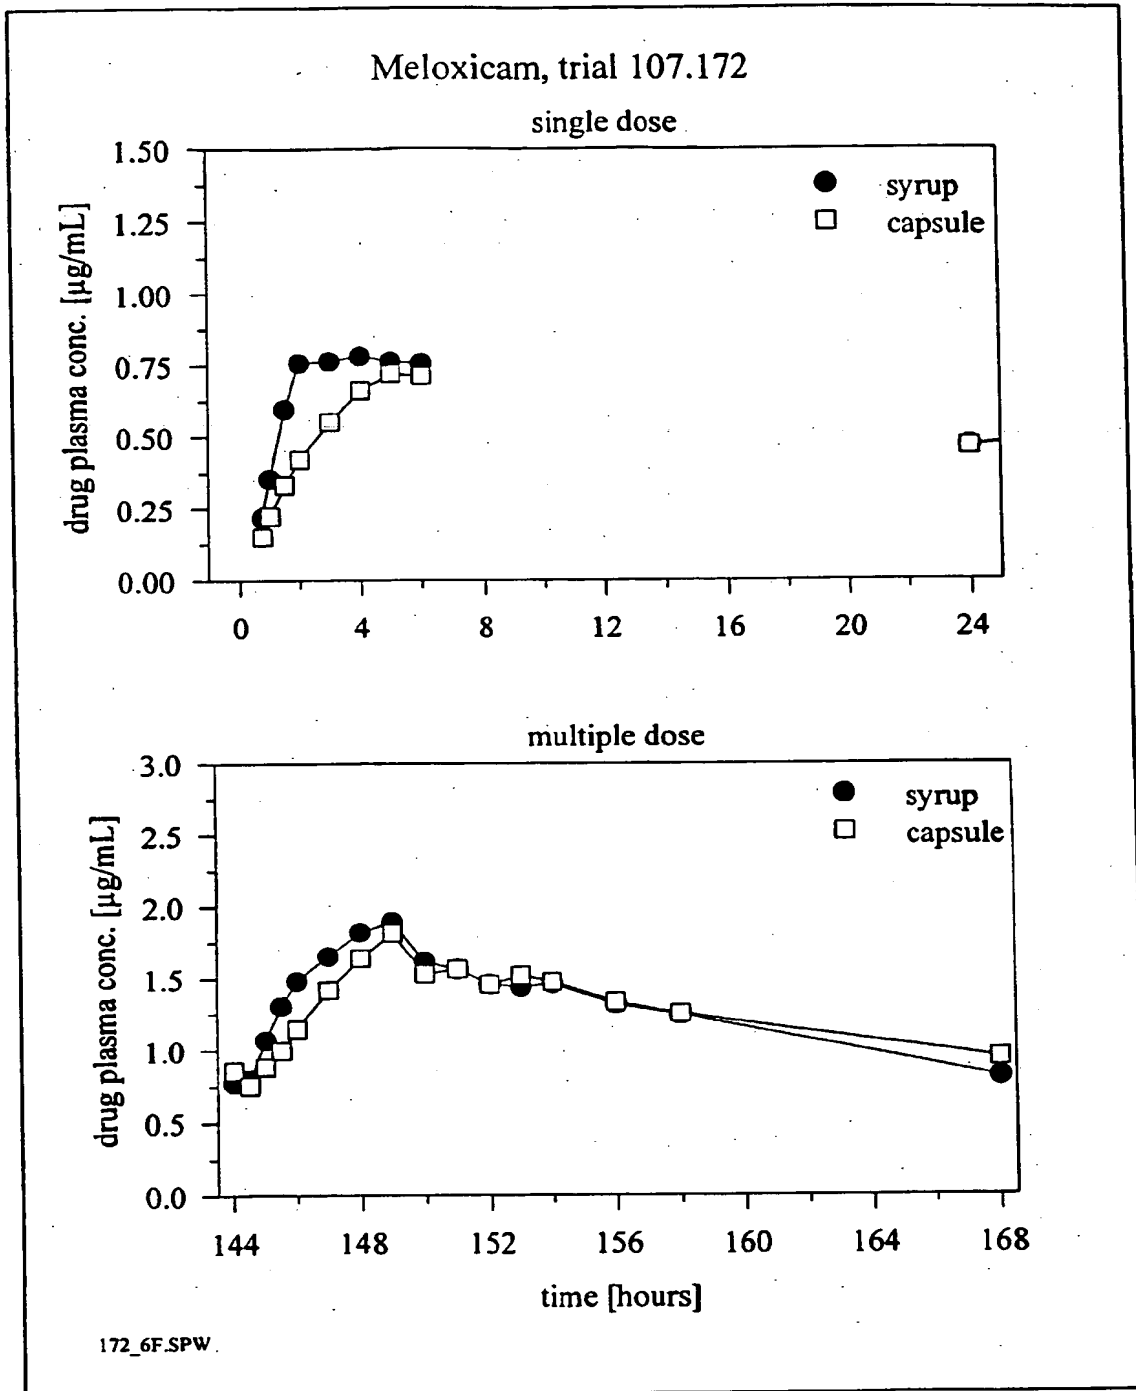 Meloxicam, trial 107.172
single dose
drug plasma conc. [µg/mL]
1.50
1.25
1.00
0.75
0.50
0.25
0.00
syrup
capsule
0 4 8 12 16 20 24
multiple dose
drug plasma conc. [µg/mL]
3.0
2.5
2.0
1.5
1.0
0.5
0.0
syrup
capsule
144 148 152 156 160 164 168
time [hours]
172_6F.SPW